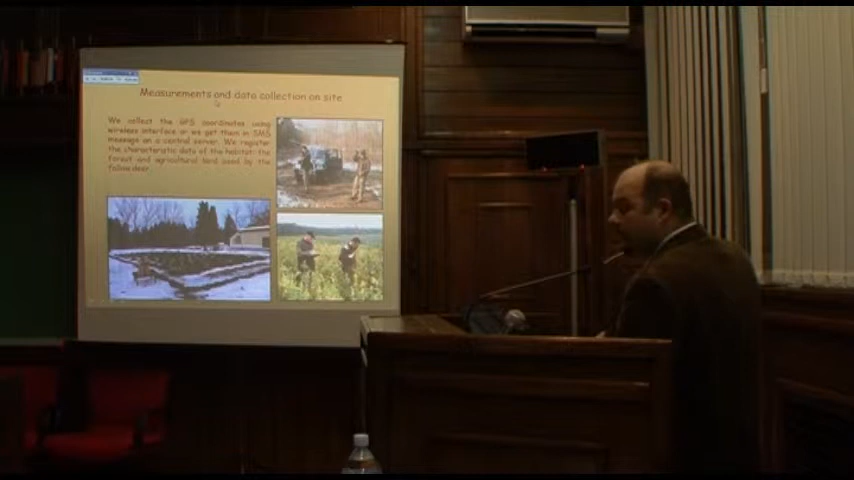 Measurements and data collection on site
We collect the GPS coordinates using
wireless interface or we get them in SMS
message on a central server. We register
the characteristic data of the habitat: the
forest and agricultural land used by the
fallow deer.